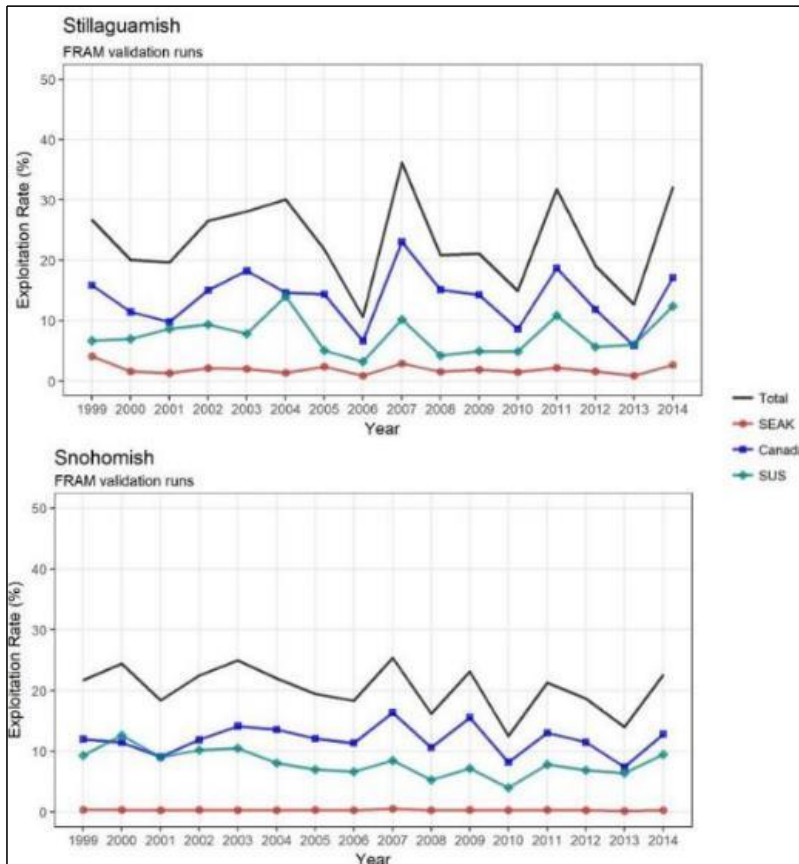 Stillaguamish
FRAM validation runs
50
40
30
20
10
0
Exploitation Rate (%)
1999 2000 2001 2002 2003 2004 2005 2006 2007 2008 2009 2010 2011 2012 2013 2014
Year
Total
SEAK
Canada
SUS
Snohomish
FRAM validation runs
50
40
30
20
10
0
Exploitation Rate (%)
1999 2000 2001 2002 2003 2004 2005 2006 2007 2008 2009 2010 2011 2012 2013 2014
Year